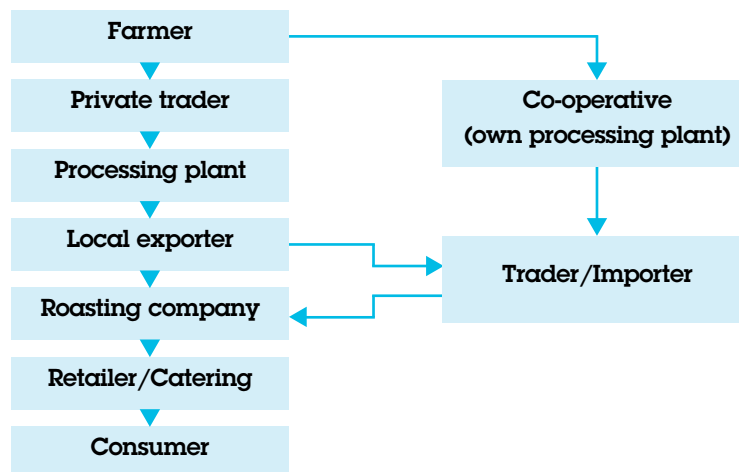 Farmer
Private trader
Processing plant
Local exporter
Roasting company
Retailer/Catering
Consumer
Co-operative
(own processing plant)
Trader/Importer